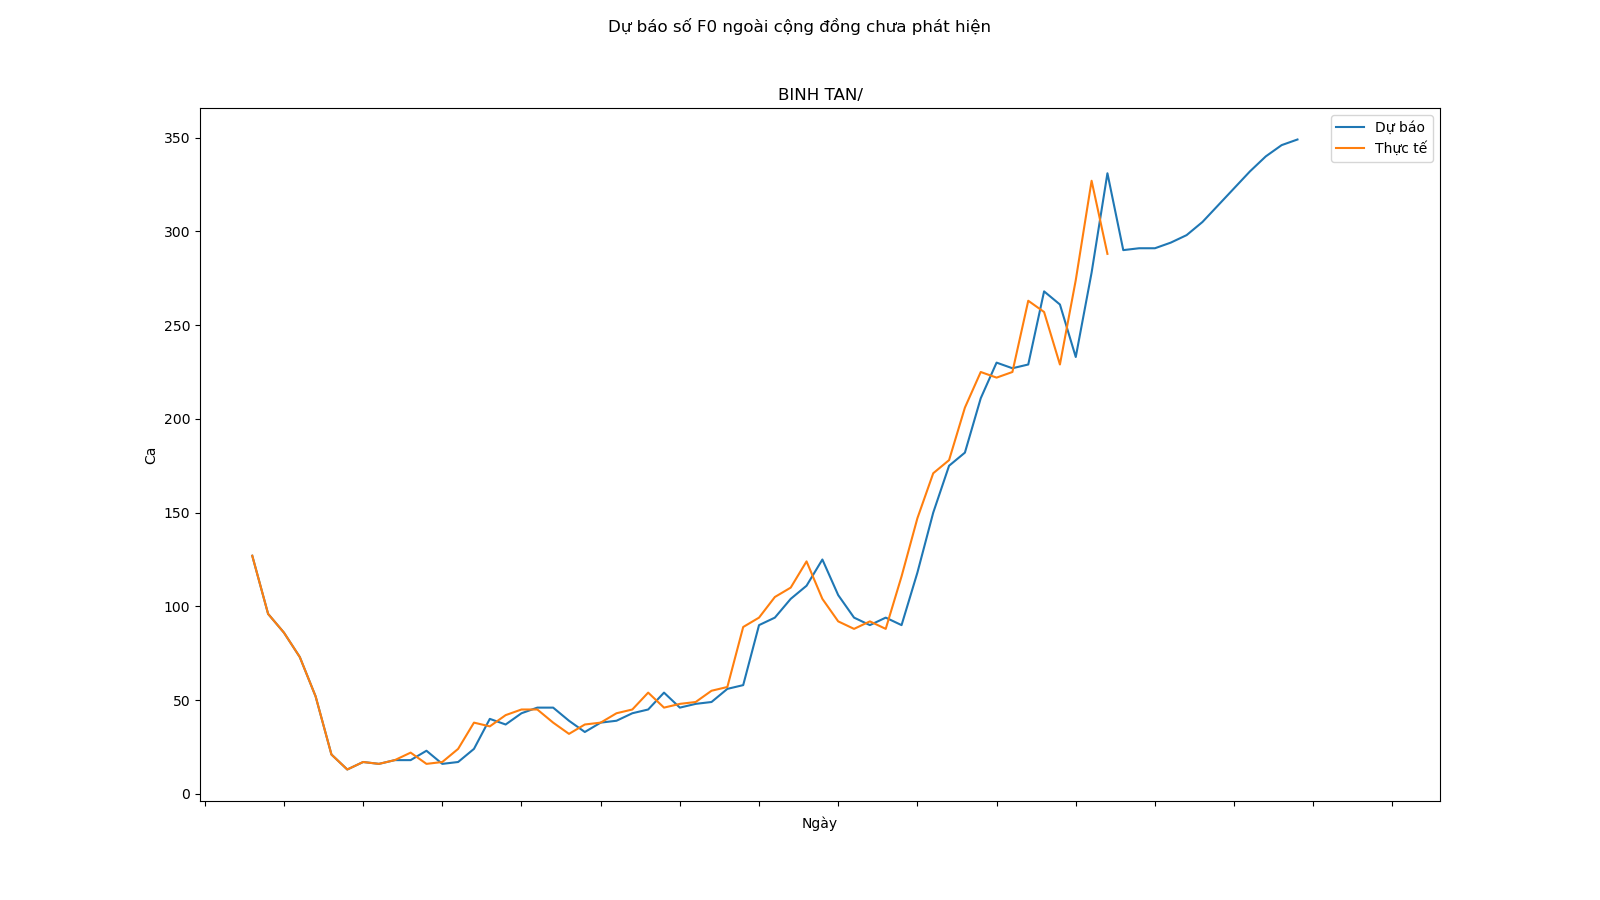 Dự báo số F0 ngoài cộng đồng chưa phát hiện
BINH TAN/
Dự báo
Thực tế
350
300
250
200
150
100
50
0
Ca
Ngày